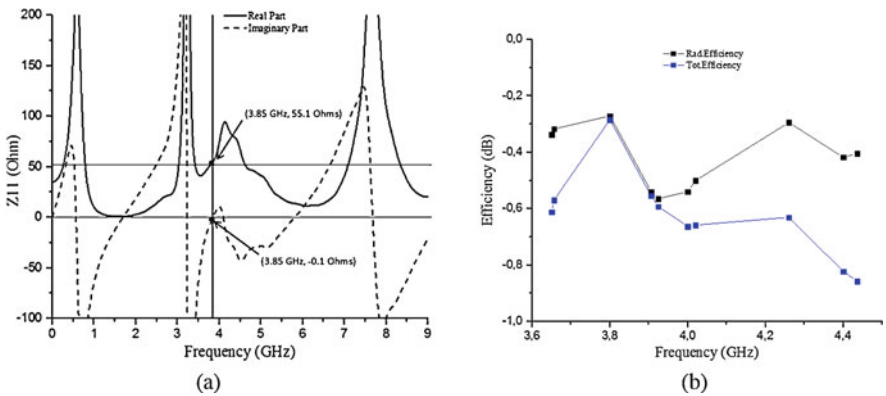 200
150
100
50
0
-50
-100
Z11 (Ohm)
Real Part
Imaginary Part
(3.85 GHz, 55.1 Ohms)
(3.85 GHz, -0.1 Ohms)
0 1 2 3 4 5 6 7 8 9
Frequency (GHz)
(a)
0,0
-0,2
-0,4
-0,6
-0,8
-1,0
Efficiency (dB)
Rad.Efficiency
Tot.Efficiency
3,6 3,8 4,0 4,2 4,4
Frequency (GHz)
(b)